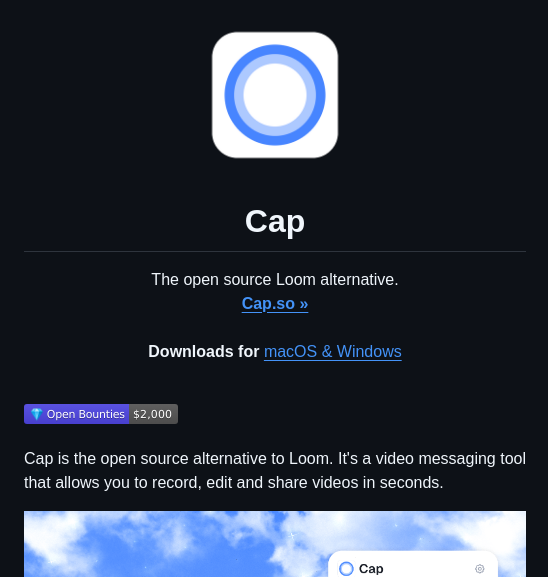 Cap
The open source Loom alternative.
Cap.so »
Downloads for macOS & Windows
Open Bounties $2,000
Cap is the open source alternative to Loom. It's a video messaging tool
that allows you to record, edit and share videos in seconds.
Cap